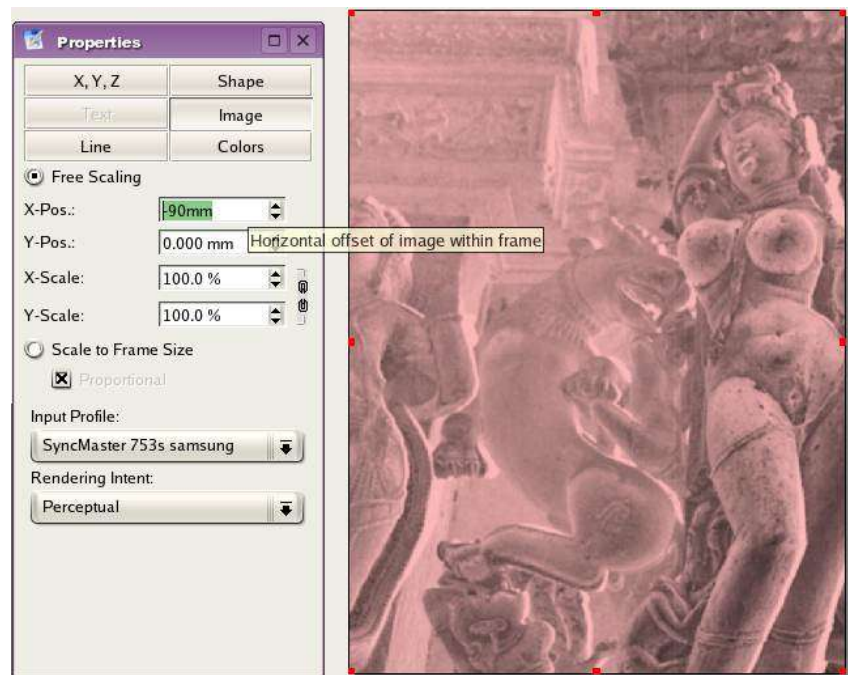 Properties
X, Y, Z Shape
Text Image
Line Colors
Free Scaling
X-Pos.: -90mm
Y-Pos.: 0.000 mm
Horizontal offset of image within frame
X-Scale: 100.0 %
Y-Scale: 100.0 %
Scale to Frame Size
Proportional
Input Profile:
SyncMaster 753s samsung
Rendering Intent:
Perceptual